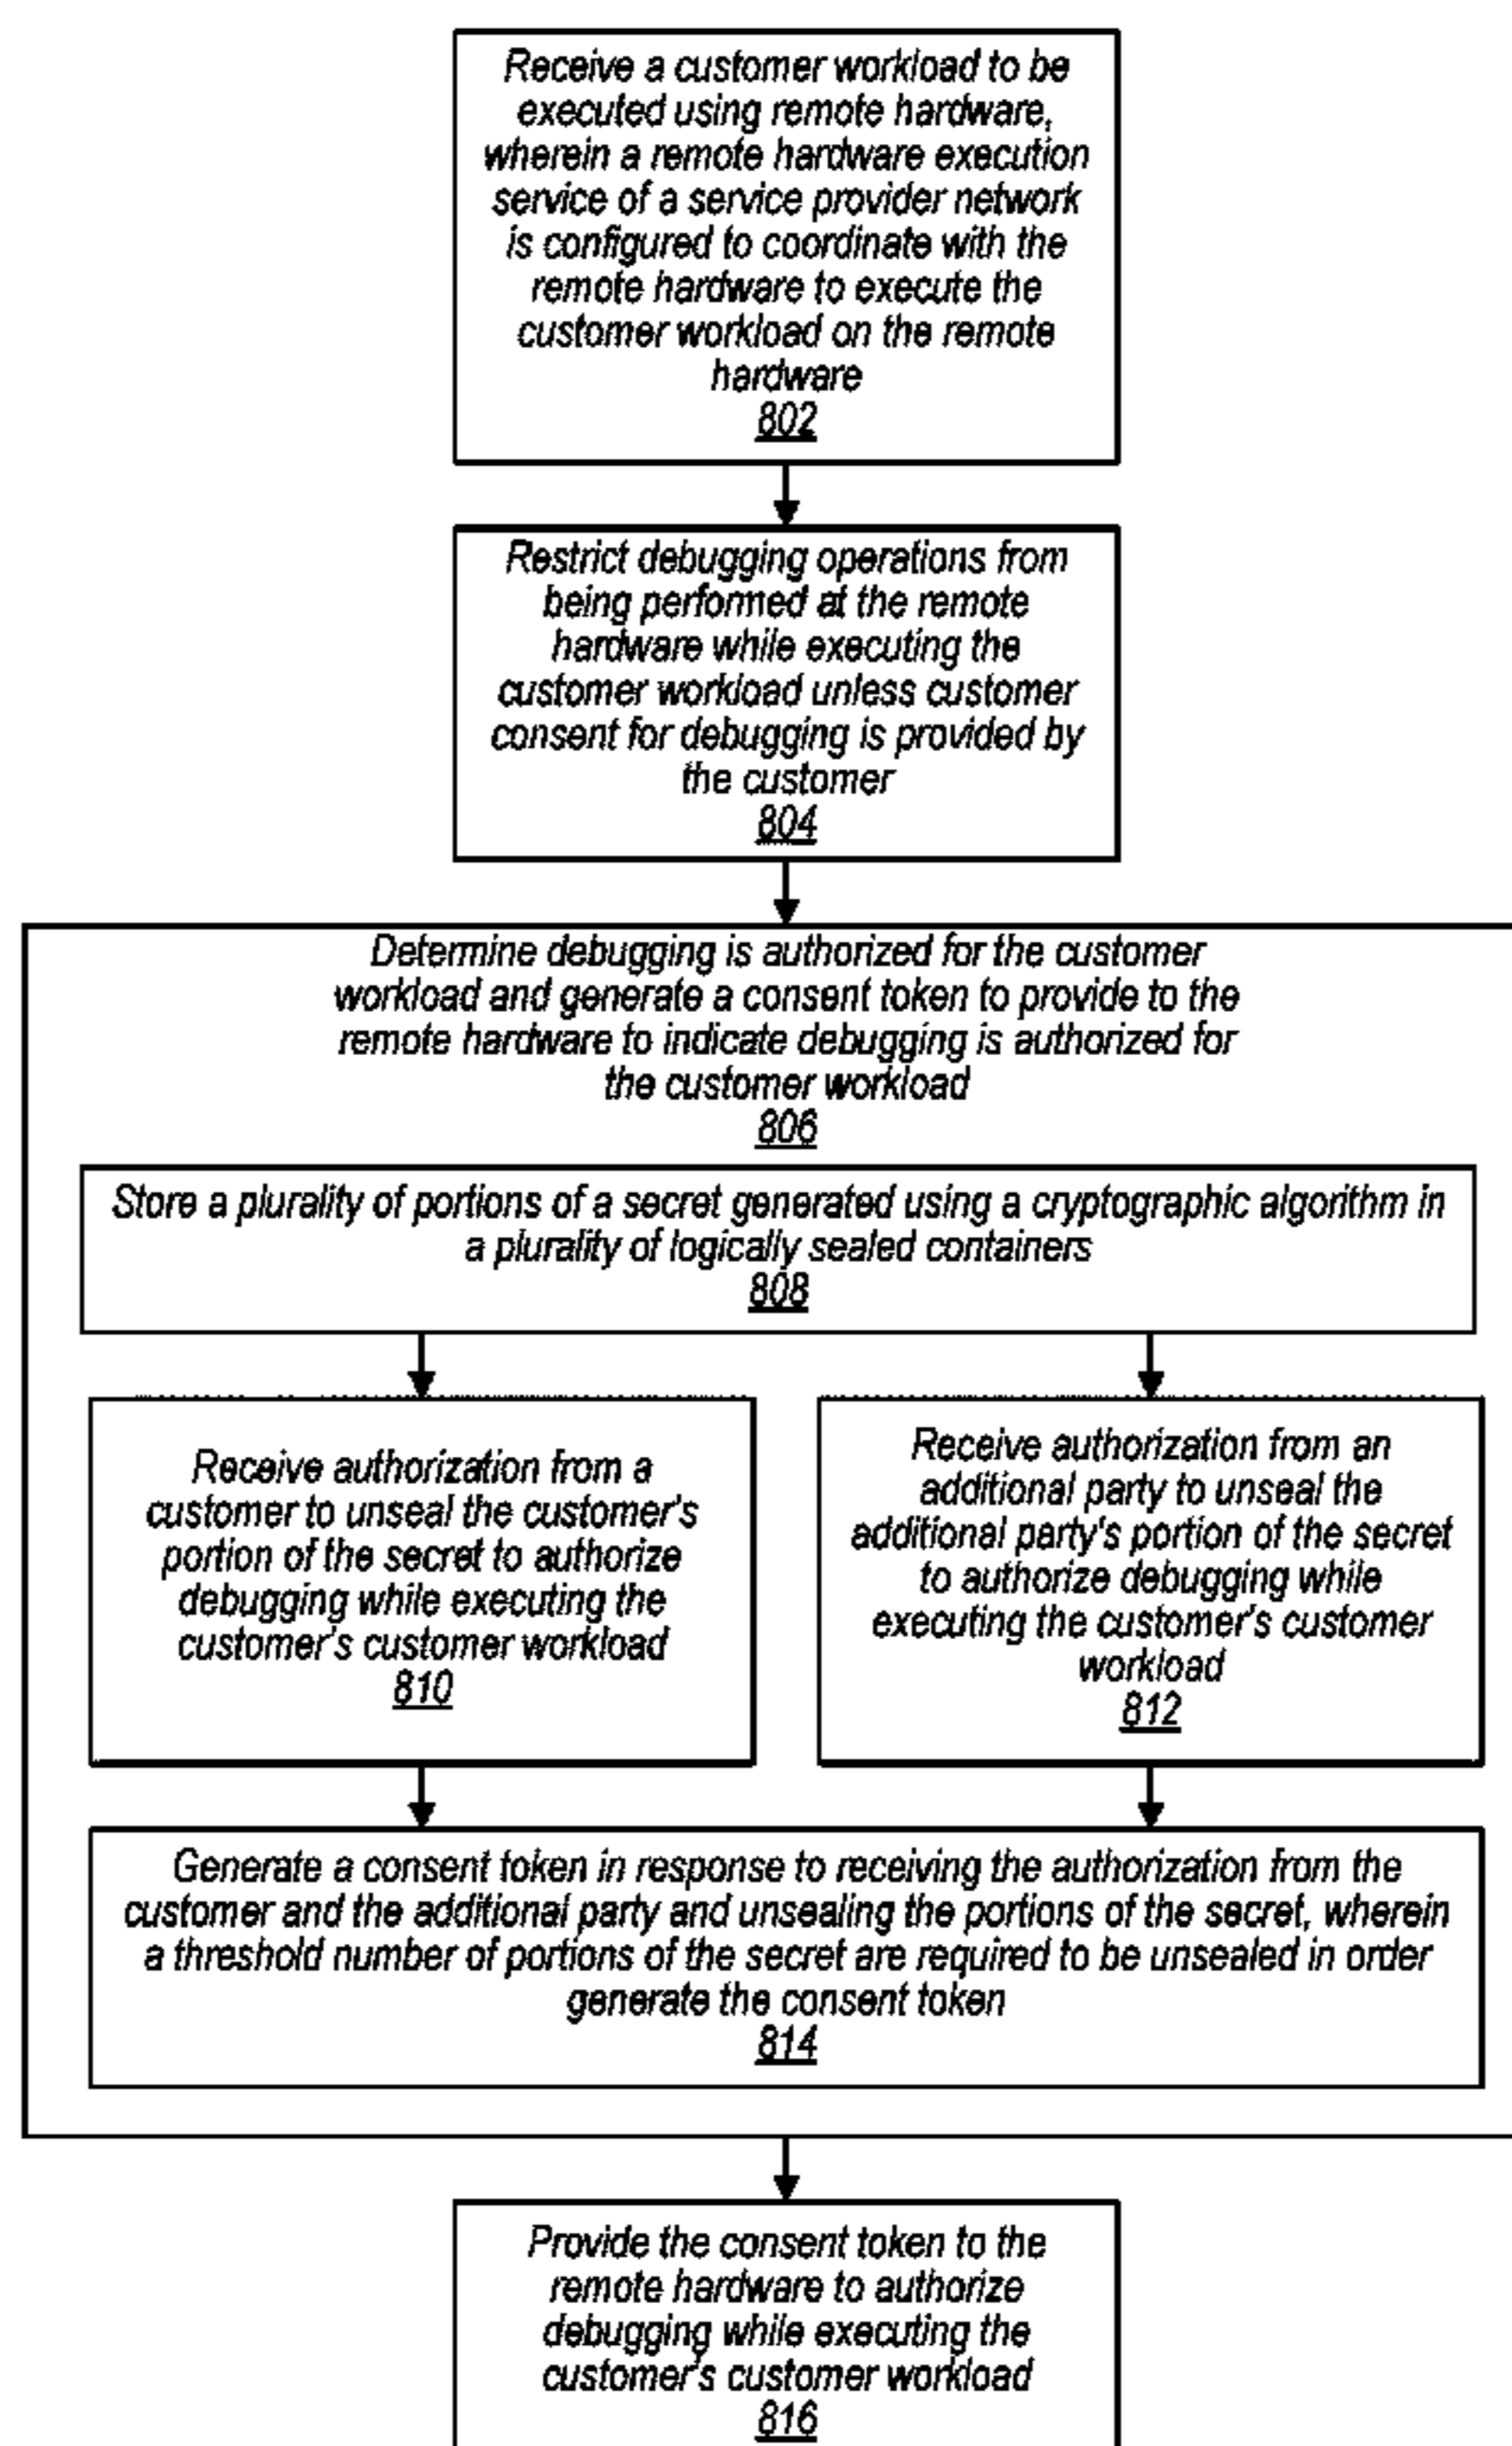 Receive a customer workload to be
executed using remote hardware,
wherein a remote hardware execution
service of a service provider network
is configured to coordinate with the
remote hardware to execute the
customer workload on the remote
hardware
802
Restrict debugging operations from
being performed at the remote
hardware while executing the
customer workload unless customer
consent for debugging is provided by
the customer
804
Determine debugging is authorized for the customer
workload and generate a consent token to provide to the
remote hardware to indicate debugging is authorized for
the customer workload
806
Store a plurality of portions of a secret generated using a cryptographic algorithm in
a plurality of logically sealed containers
808
Receive authorization from a
customer to unseal the customer's
portion of the secret to authorize
debugging while executing the
customer's customer workload
810
Receive authorization from an
additional party to unseal the
additional party's portion of the secret
to authorize debugging while
executing the customer's customer
workload
812
Generate a consent token in response to receiving the authorization from the
customer and the additional party and unsealing the portions of the secret, wherein
a threshold number of portions of the secret are required to be unsealed in order
generate the consent token
814
Provide the consent token to the
remote hardware to authorize
debugging while executing the
customer's customer workload
816